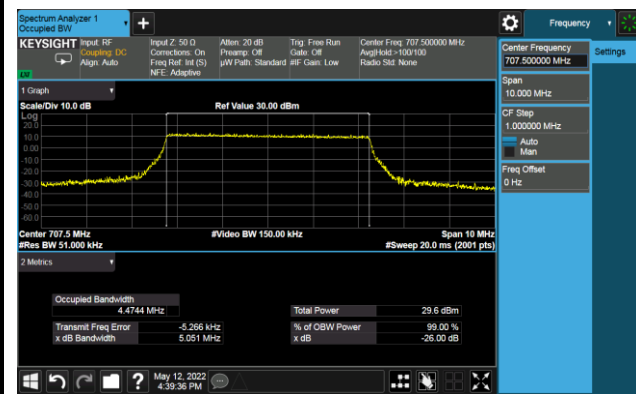 Spectrum Analyzer 1
Occupied BW
+
Frequency
KEYSIGHT
Input: RF
Coupling: DC
Align: Auto
Input Z: 50 Ω
Corrections: On
Freq Ref: Int (S)
NFE: Adaptive
Atten: 20 dB
Preamp: Off
µW Path: Standard
Trig: Free Run
Gate: Off
#IF Gain: Low
Center Freq: 707.500000 MHz
Avg|Hold:>100/100
Radio Std: None
Center Frequency
707.500000 MHz
Settings
Span
10.000 MHz
CF Step
1.000000 MHz
Auto
Man
Freq Offset
0 Hz
1 Graph
Scale/Div 10.0 dB
Ref Value 30.00 dBm
Log
20.0
10.0
0.00
-10.0
-20.0
-30.0
-40.0
-50.0
-60.0
Center 707.5 MHz
#Video BW 150.00 kHz
Span 10 MHz
#Res BW 51.000 kHz
#Sweep 20.0 ms (2001 pts)
2 Metrics
Occupied Bandwidth
4.4744 MHz
Total Power
29.6 dBm
Transmit Freq Error
-5.266 kHz
% of OBW Power
99.00 %
x dB Bandwidth
5.051 MHz
x dB
-26.00 dB
?
May 12, 2022
4:39:36 PM